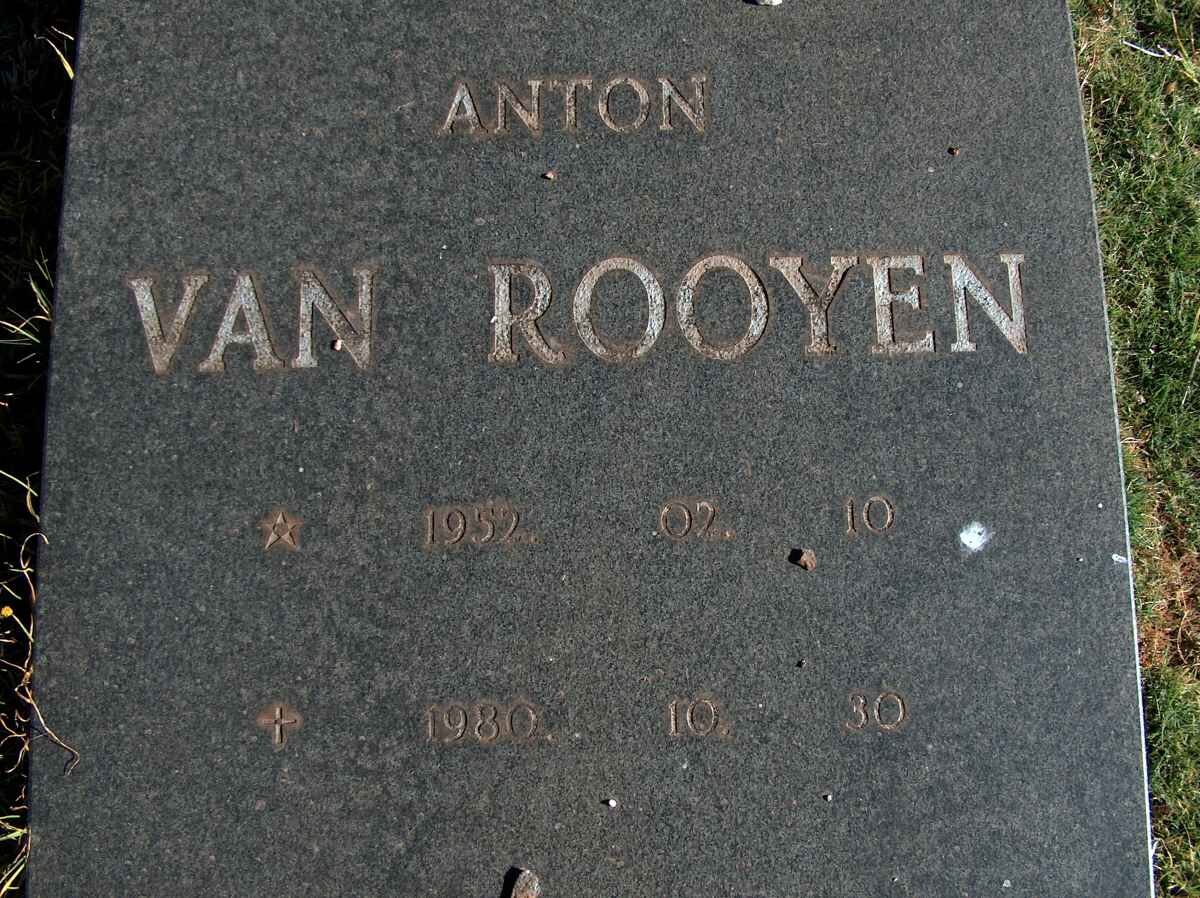 ANTON
VAN ROOYEN
1952. 02. 10
1980. 10. 30